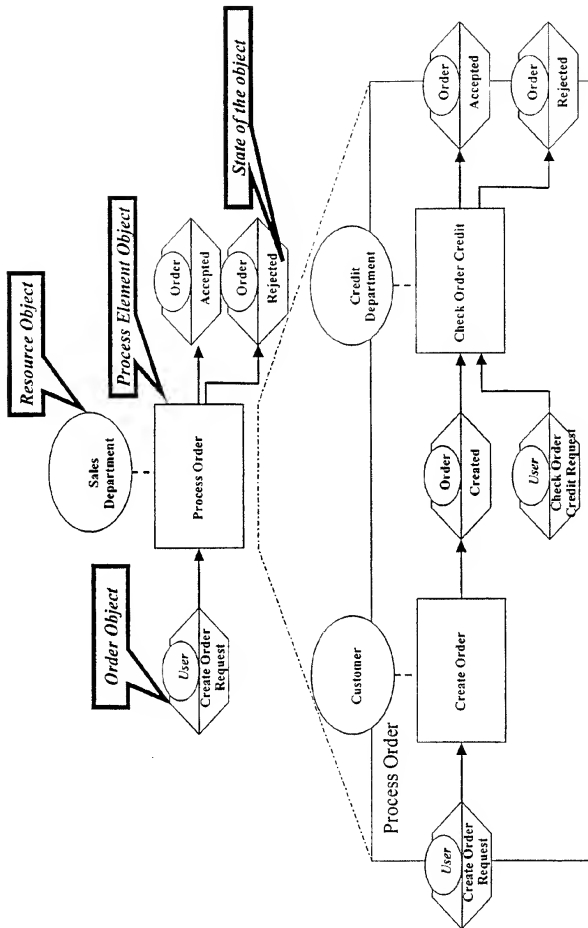 Resource Object
Sales
Department
Process Element Object
Order Object
Process Order
User
Create Order
Request
Order
Accepted
Order
Rejected
State of the object
Process Order
Customer
Credit
Department
User
Create Order
Request
Create Order
Order
Created
User
Check Order
Credit Request
Check Order Credit
Order
Accepted
Order
Rejected